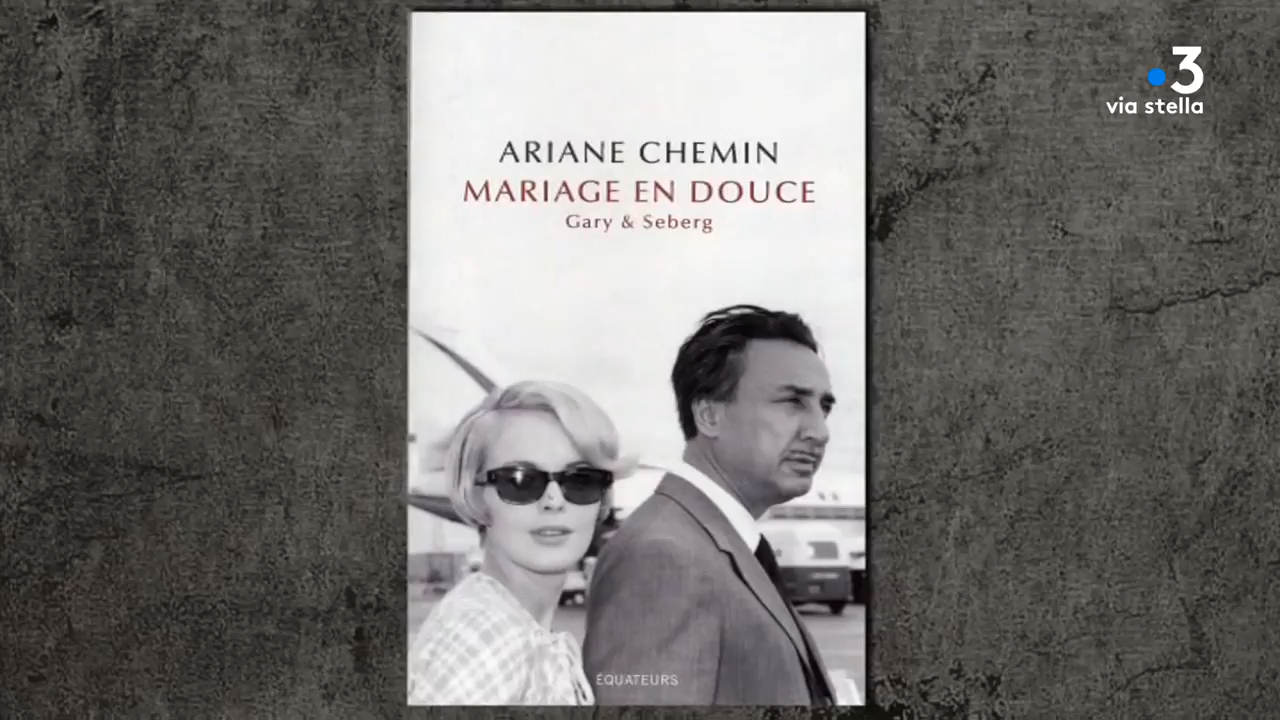 3
via stella
ARIANE CHEMIN
MARIAGE EN DOUCE
Gary & Seberg
ÉQUATEURS